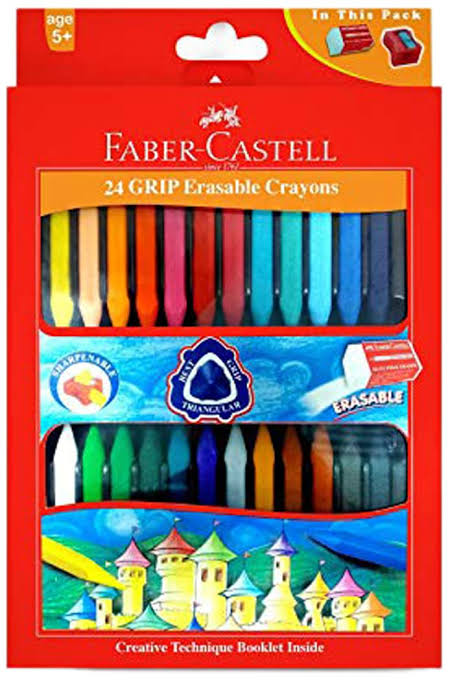 age
5+
In This Pack
FABER-CASTELL
since 1761
24 GRIP Erasable Crayons
SHARPENABLE
BEST GRIP
TRIANGULAR
ERASABLE
Creative Technique Booklet Inside